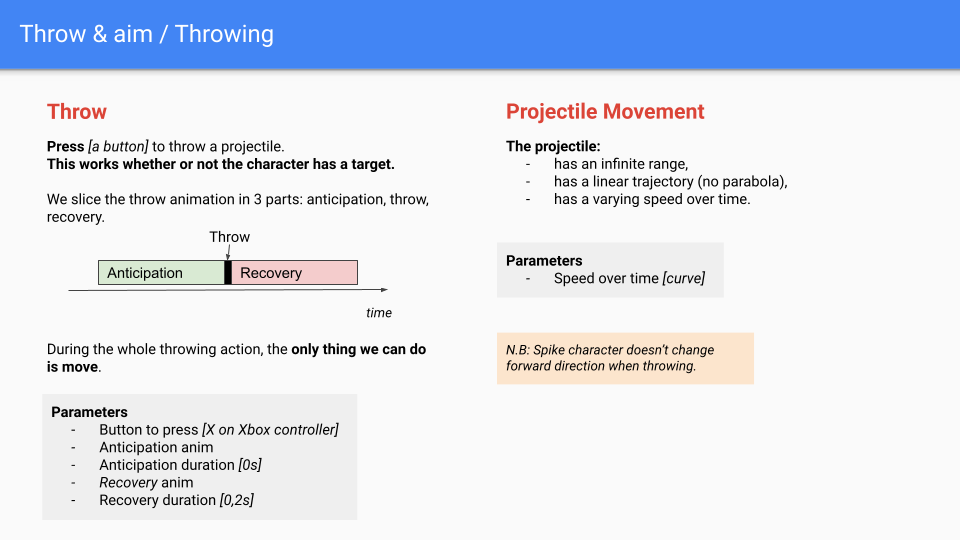 Throw & aim / Throwing
Throw
Press [a button] to throw a projectile.
This works whether or not the character has a target.
We slice the throw animation in 3 parts: anticipation, throw,
recovery.
Throw
Anticipation
Recovery
time
During the whole throwing action, the only thing we can do
is move.
Parameters
- Button to press [X on Xbox controller]
- Anticipation anim
- Anticipation duration [0s]
- Recovery anim
- Recovery duration [0,2s]
Projectile Movement
The projectile:
- has an infinite range,
- has a linear trajectory (no parabola),
- has a varying speed over time.
Parameters
- Speed over time [curve]
N.B: Spike character doesn't change
forward direction when throwing.